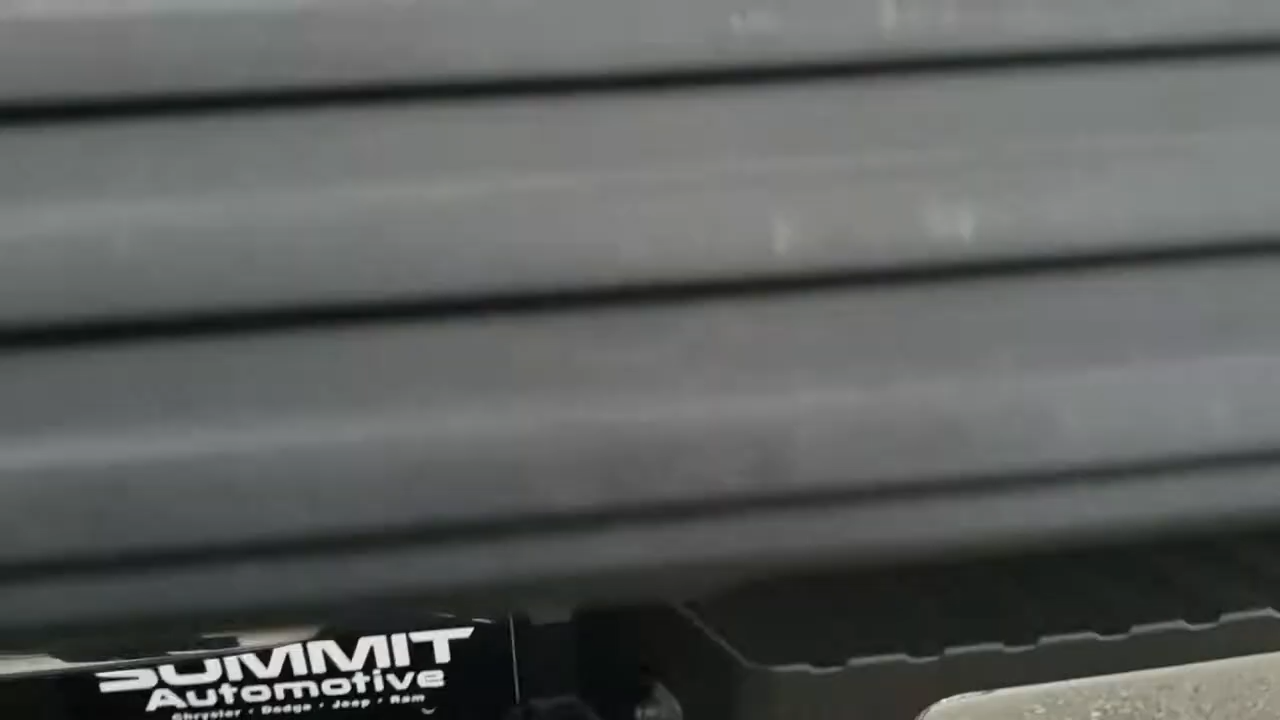 SUMMIT
Automotive
Chrysler • Dodge • Jeep • Ram